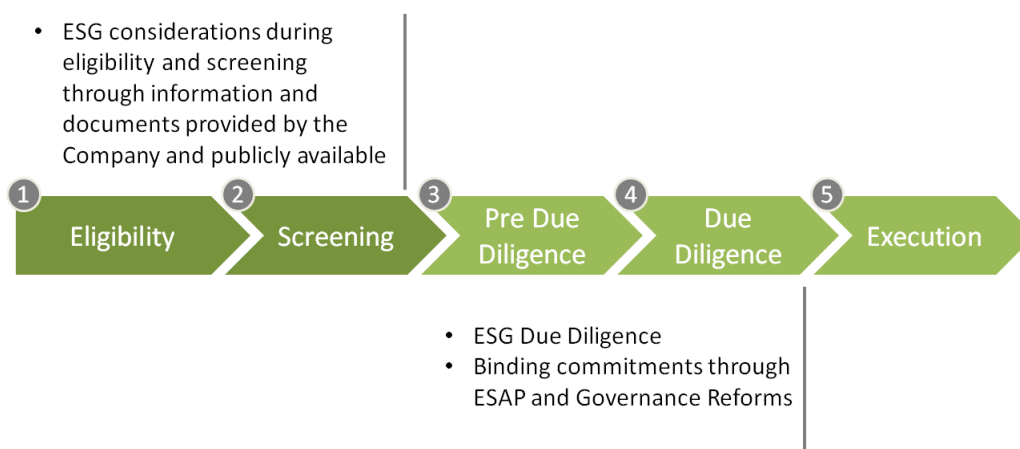 • ESG considerations during
eligibility and screening
through information and
documents provided by the
Company and publicly available
1
Eligibility
2
Screening
3
Pre Due
Diligence
4
Due
Diligence
5
Execution
• ESG Due Diligence
• Binding commitments through
ESAP and Governance Reforms